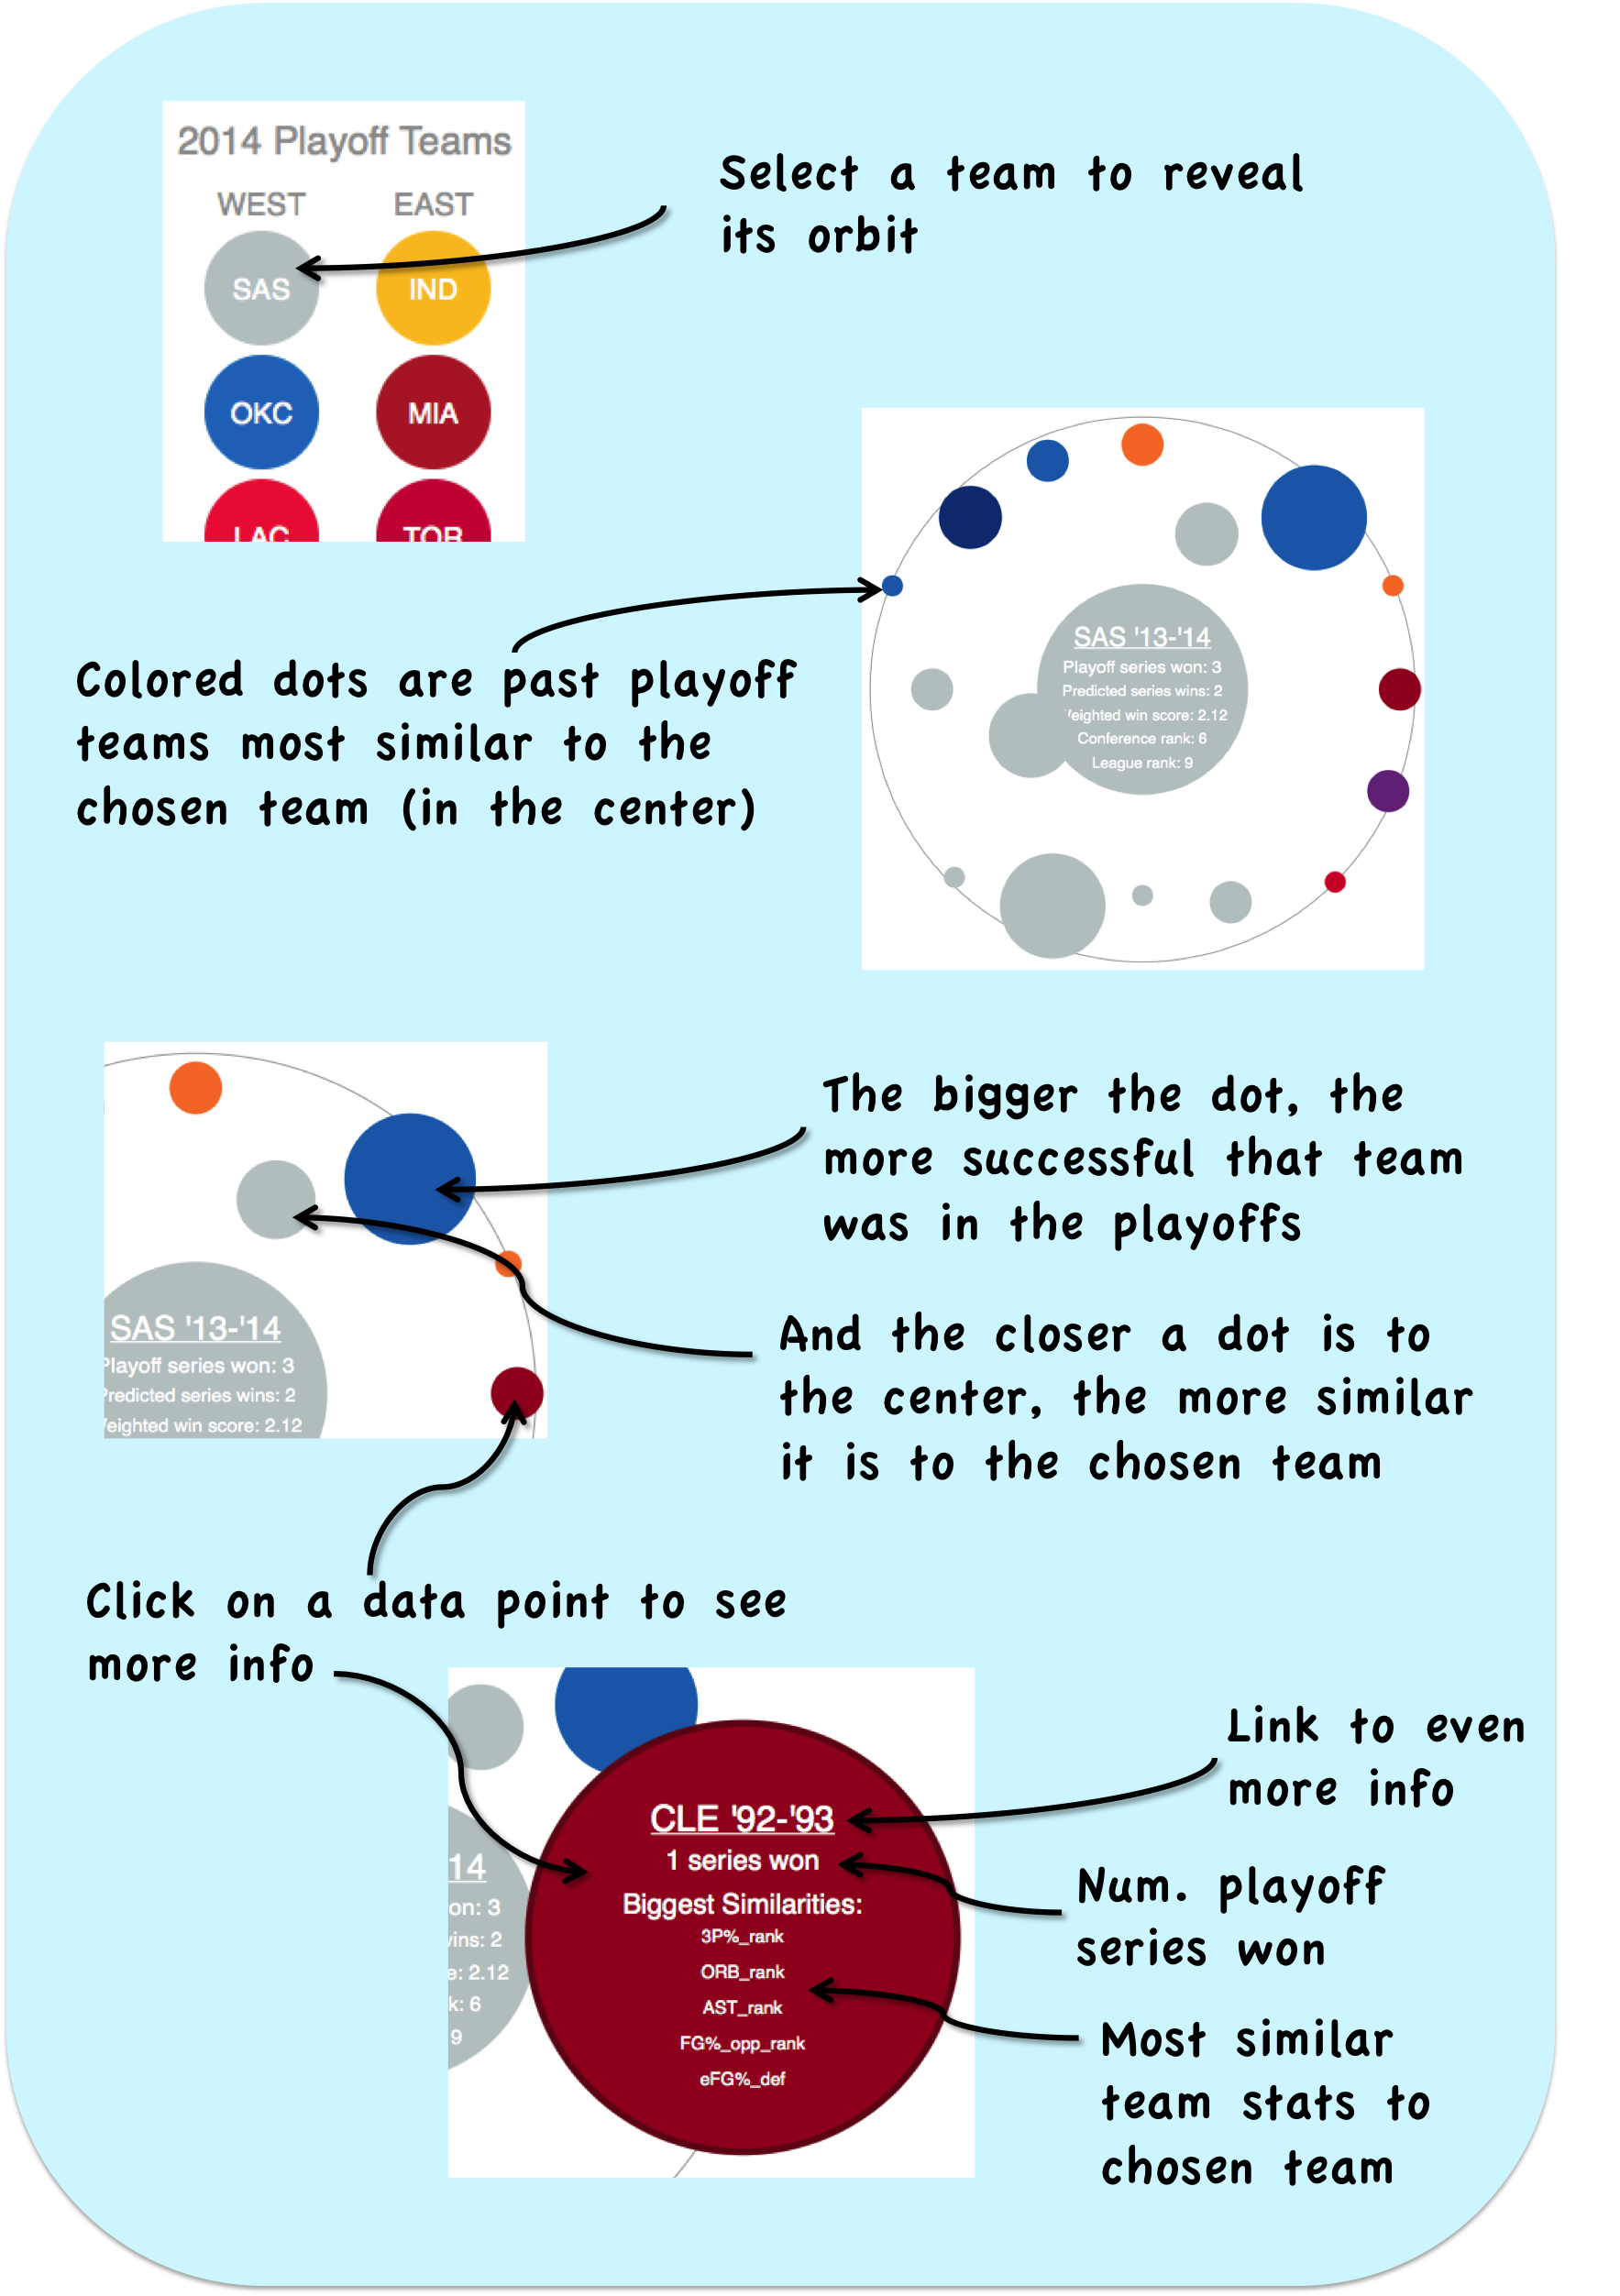 2014 Playoff Teams
WEST EAST
SAS IND
OKC MIA
LAC TOR
Select a team to reveal
its orbit
SAS '13-'14
Playoff series won: 3
Predicted series wins: 2
Weighted win score: 2.12
Conference rank: 6
League rank: 9
Colored dots are past playoff
teams most similar to the
chosen team (in the center)
SAS '13-'14
Playoff series won: 3
Predicted series wins: 2
Weighted win score: 2.12
The bigger the dot, the
more successful that team
was in the playoffs
And the closer a dot is to
the center, the more similar
it is to the chosen team
Click on a data point to see
more info
14
on: 3
vins: 2
e: 2.12
k: 6
9
CLE '92-'93
1 series won
Biggest Similarities:
3P%_rank
ORB_rank
AST_rank
FG%_opp_rank
eFG%_def
Link to even
more info
Num. playoff
series won
Most similar
team stats to
chosen team